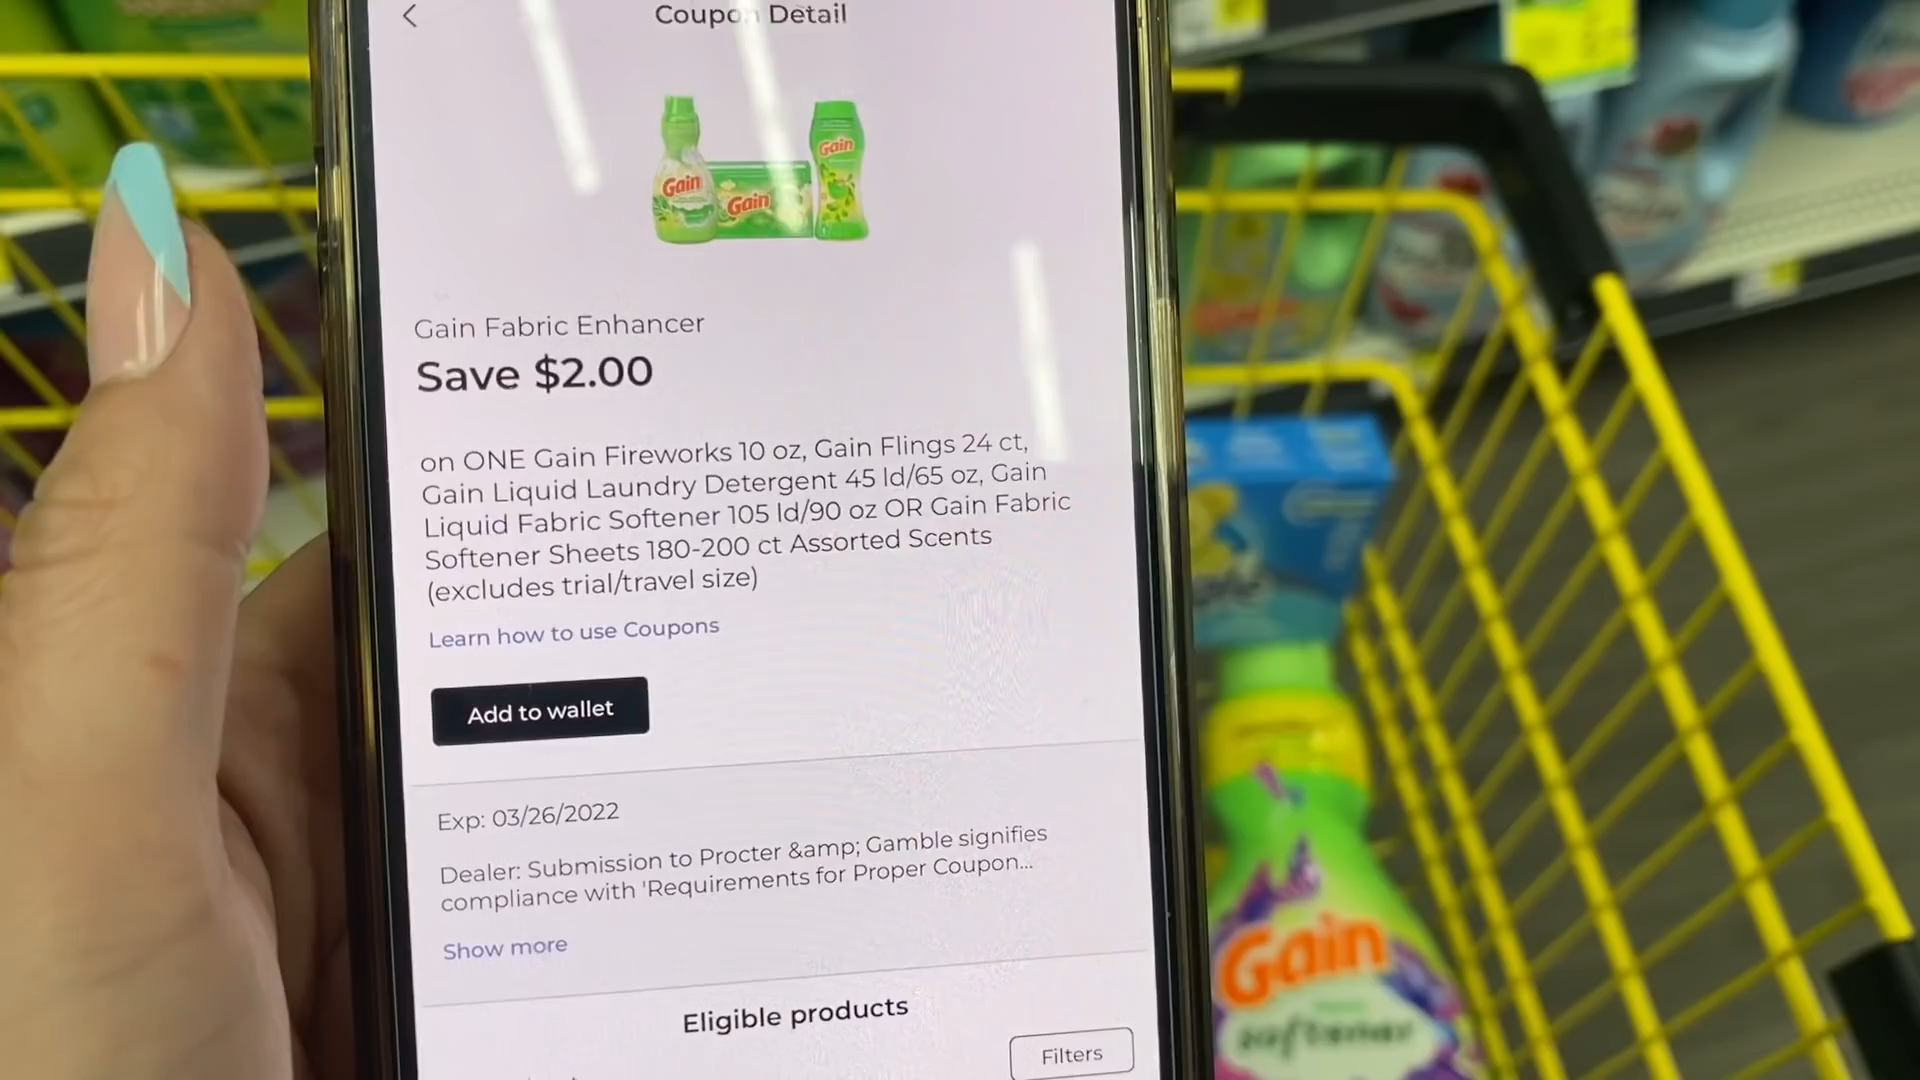 Coupon Detail
Gain
Gain
Gain
Gain Fabric Enhancer
Save $2.00
on ONE Gain Fireworks 10 oz, Gain Flings 24 ct,
Gain Liquid Laundry Detergent 45 ld/65 oz, Gain
Liquid Fabric Softener 105 ld/90 oz OR Gain Fabric
Softener Sheets 180-200 ct Assorted Scents
(excludes trial/travel size)
Learn how to use Coupons
Add to wallet
Exp: 03/26/2022
Dealer: Submission to Procter &amp; Gamble signifies
compliance with 'Requirements for Proper Coupon...
Show more
Eligible products
Filters
Gain
softener